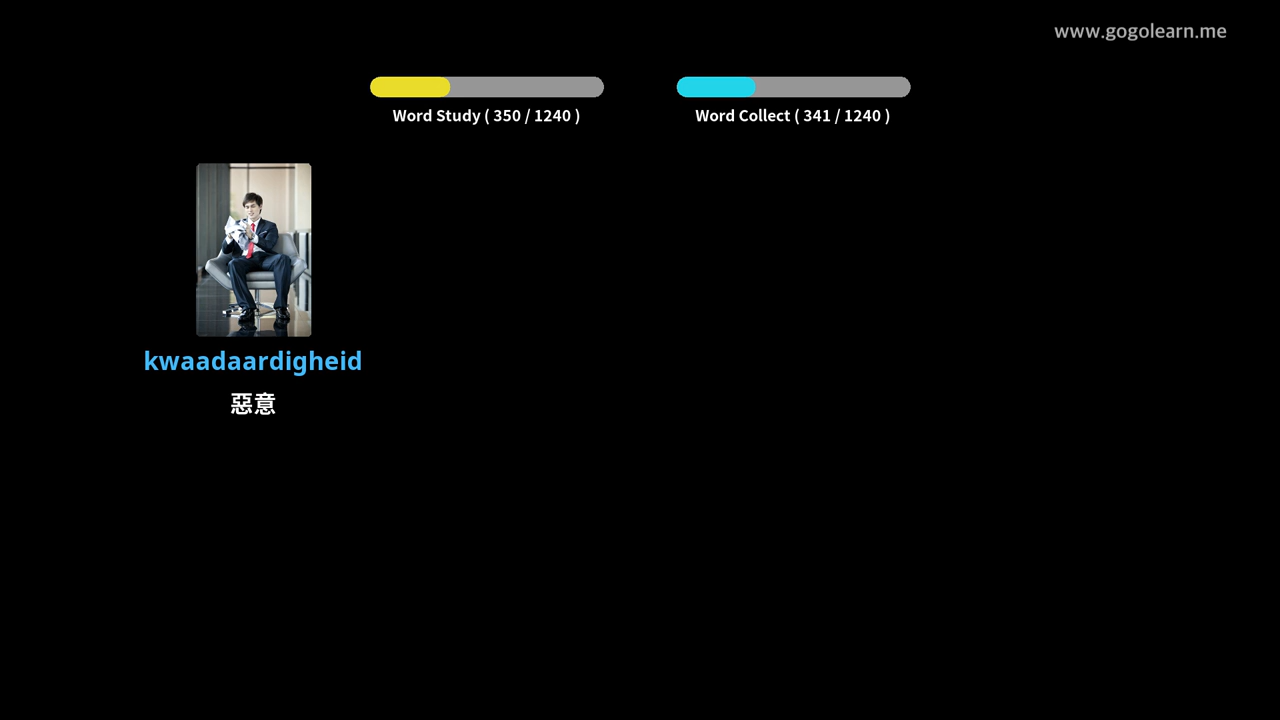 www.gogolearn.me
Word Study ( 350 / 1240 )
Word Collect ( 341 / 1240 )
kwaadaardigheid
惡意